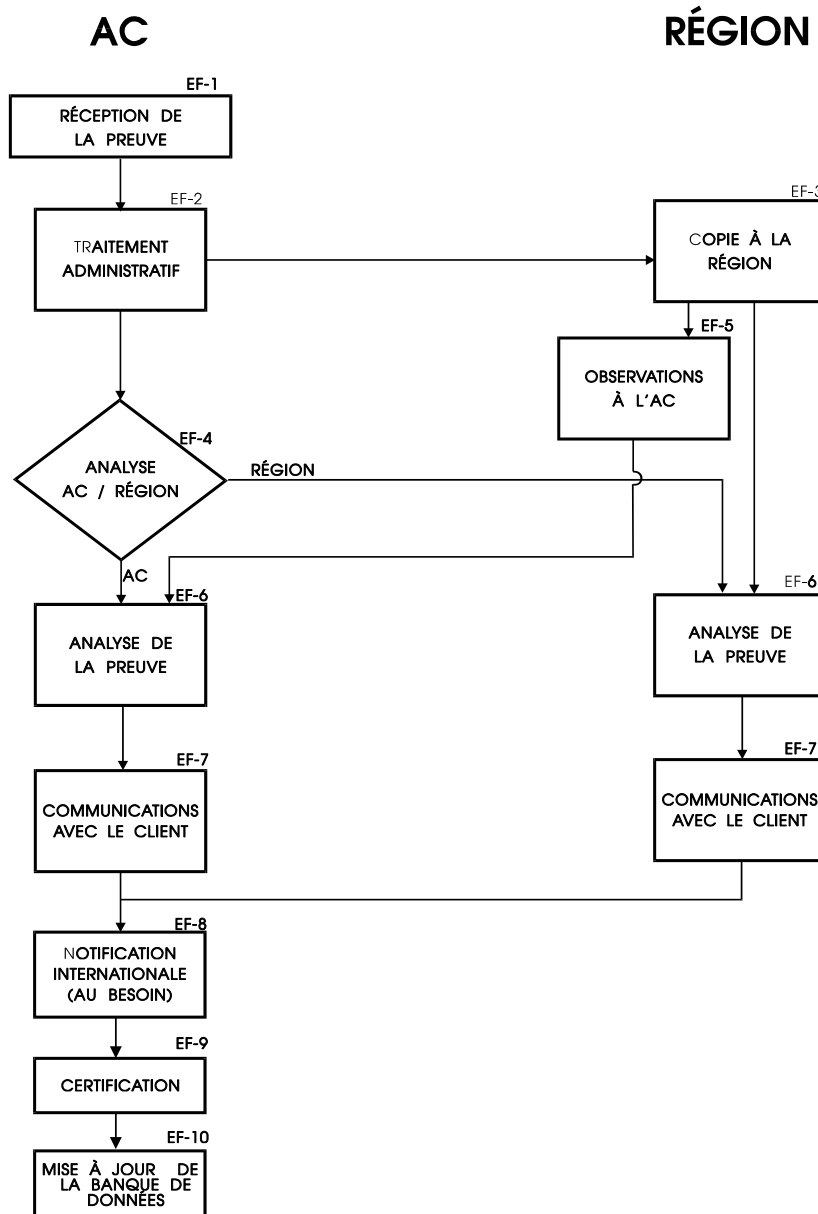 AC
RÉGION
EF-1
RÉCEPTION DE
LA PREUVE
EF-2
TRAITEMENT
ADMINISTRATIF
EF-3
COPIE À LA
RÉGION
EF-5
OBSERVATIONS
À L'AC
EF-4
ANALYSE
AC / RÉGION
RÉGION
AC
EF-6
ANALYSE DE
LA PREUVE
EF-6
ANALYSE DE
LA PREUVE
EF-7
COMMUNICATIONS
AVEC LE CLIENT
EF-7
COMMUNICATIONS
AVEC LE CLIENT
EF-8
NOTIFICATION
INTERNATIONALE
(AU BESOIN)
EF-9
CERTIFICATION
EF-10
MISE À JOUR DE
LA BANQUE DE
DONNÉES